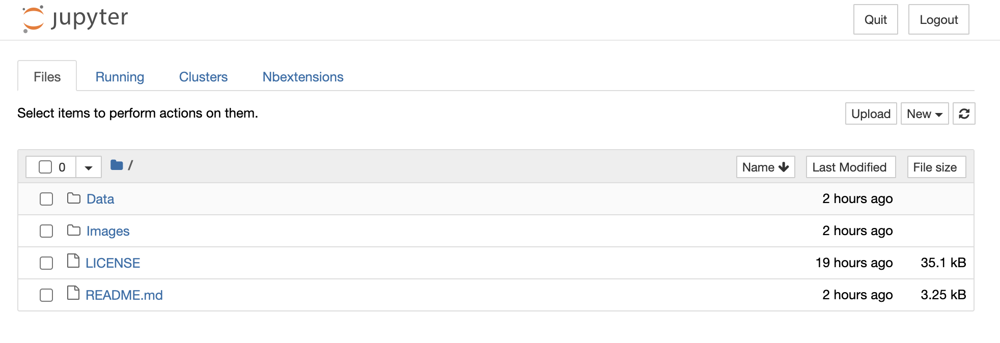 jupyter Quit Logout
Files Running Clusters Nbextensions
Select items to perform actions on them. Upload New
0 / Name Last Modified File size
Data 2 hours ago
Images 2 hours ago
LICENSE 19 hours ago 35.1 kB
README.md 2 hours ago 3.25 kB